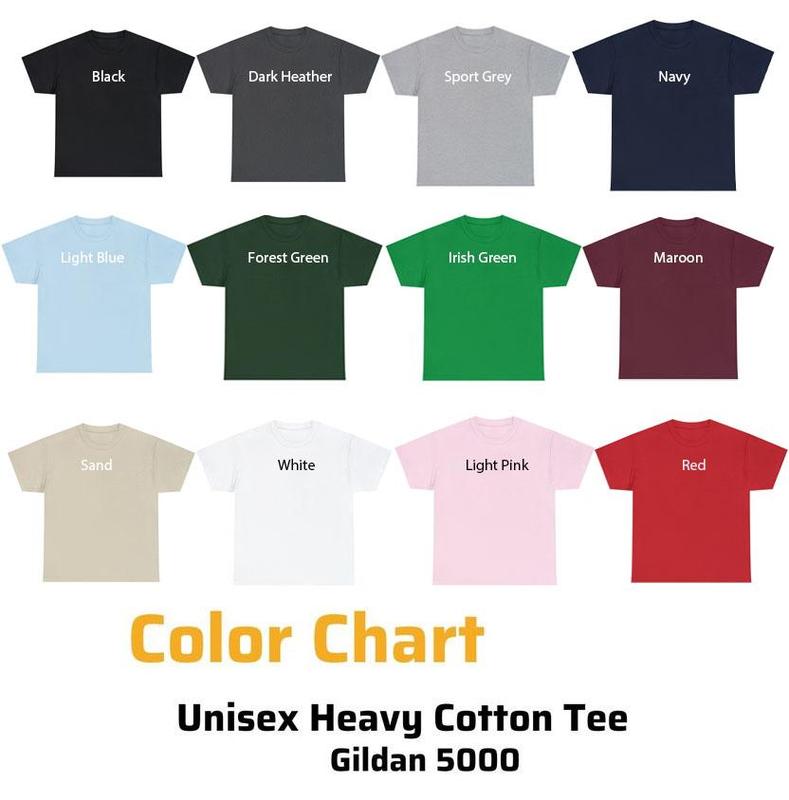 Black
Dark Heather
Sport Grey
Navy
Light Blue
Forest Green
Irish Green
Maroon
Sand
White
Light Pink
Red
Color Chart
Unisex Heavy Cotton Tee
Gildan 5000